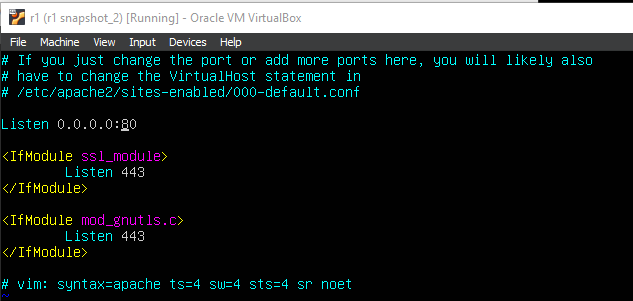 r1 (r1 snapshot_2) [Running] - Oracle VM VirtualBox
File Machine View Input Devices Help
# If you just change the port or add more ports here, you will likely also
# have to change the VirtualHost statement in
# /etc/apache2/sites-enabled/000-default.conf
Listen 0.0.0.0:80
<IfModule ssl_module>
Listen 443
</IfModule>
<IfModule mod_gnutls.c>
Listen 443
</IfModule>
# vim: syntax=apache ts=4 sw=4 sts=4 sr noet
~